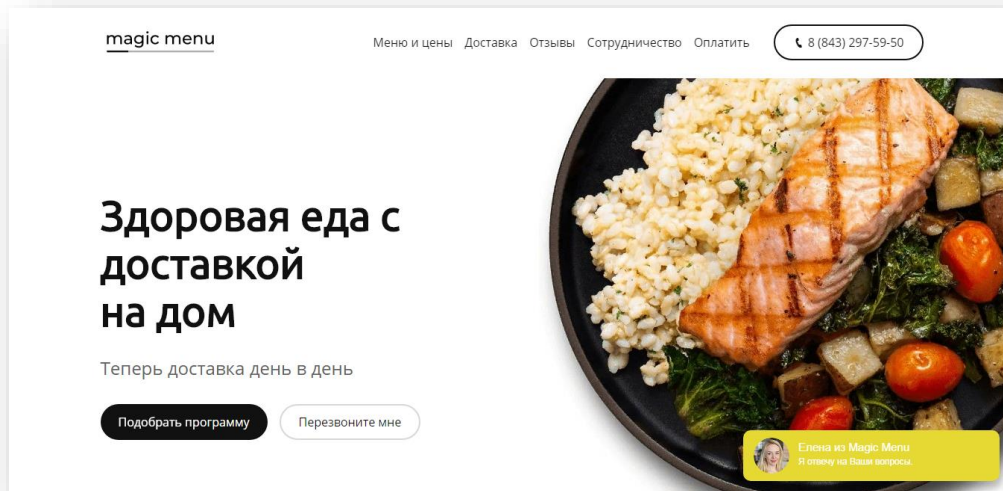 magic menu
Меню и цены Доставка Отзывы Сотрудничество Оплатить 8 (843) 297-59-50
Здоровая еда с
доставкой
на дом
Теперь доставка день в день
Подобрать программу Перезвоните мне
Елена из Magic Menu
Я отвечу на Ваши вопросы.